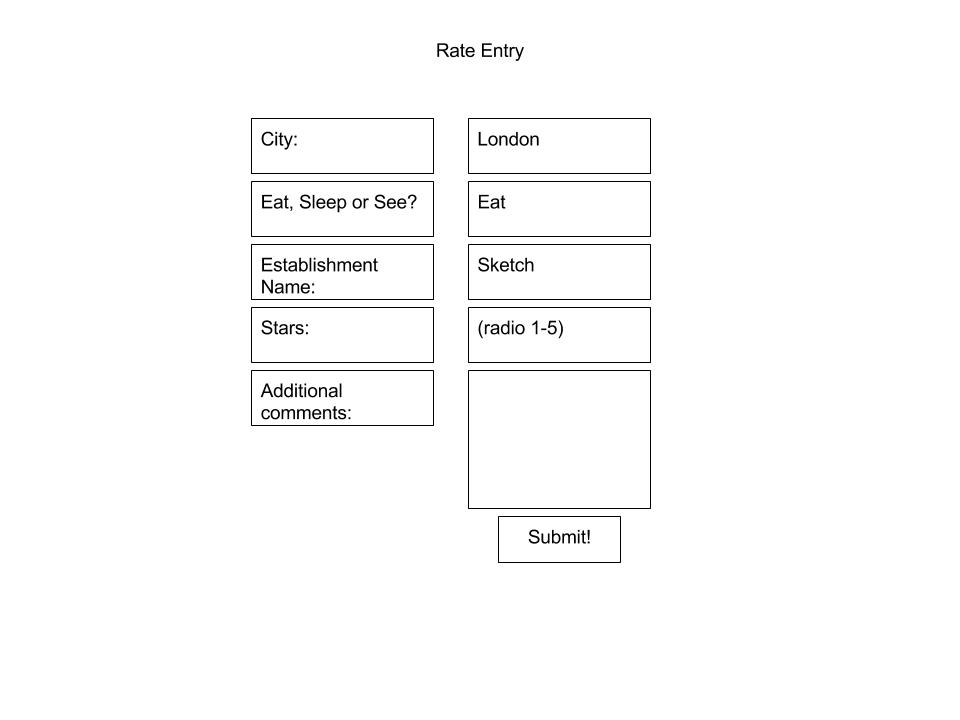 Rate Entry
City:
London
Eat, Sleep or See?
Eat
Establishment
Name:
Sketch
Stars:
(radio 1-5)
Additional
comments:
Submit!